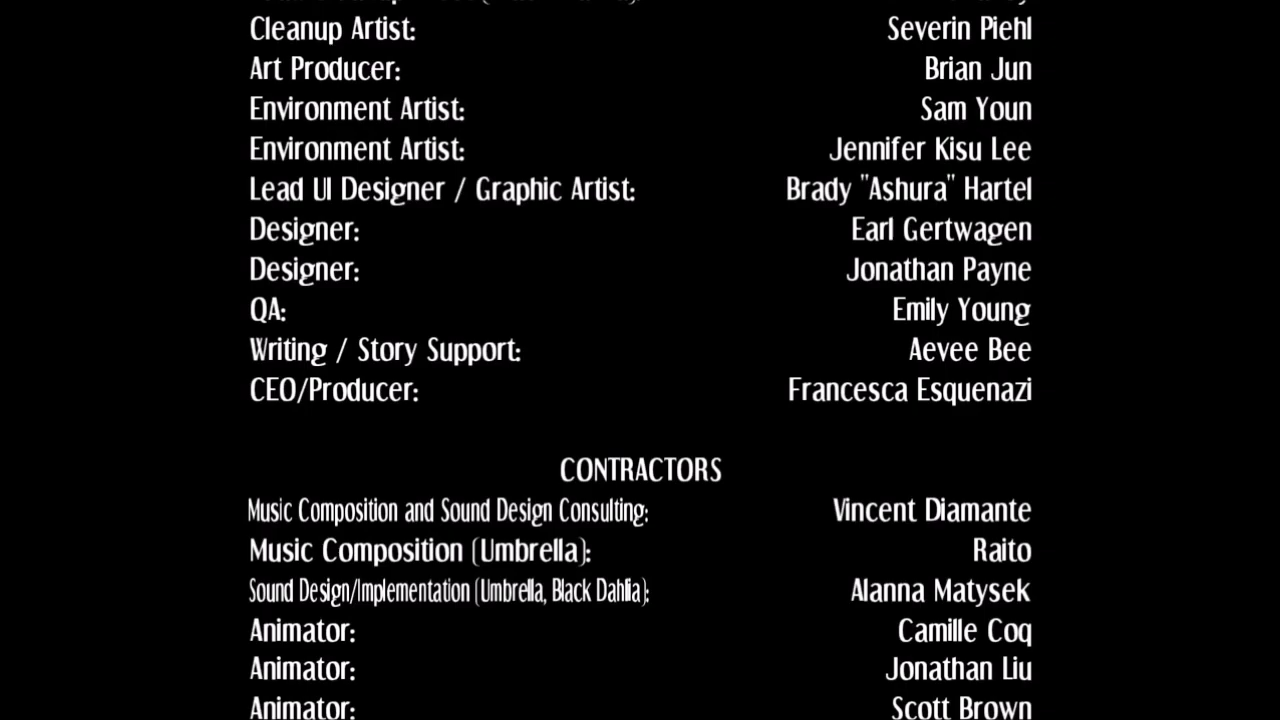 Cleanup Artist: Severin Piehl
Art Producer: Brian Jun
Environment Artist: Sam Youn
Environment Artist: Jennifer Kisu Lee
Lead UI Designer / Graphic Artist: Brady "Ashura" Hartel
Designer: Earl Gertwagen
Designer: Jonathan Payne
QA: Emily Young
Writing / Story Support: Aevee Bee
CEO/Producer: Francesca Esquenazi
CONTRACTORS
Music Composition and Sound Design Consulting: Vincent Diamante
Music Composition (Umbrella): Raito
Sound Design/Implementation (Umbrella, Black Dahlia): Alanna Matysek
Animator: Camille Coq
Animator: Jonathan Liu
Animator: Scott Brown